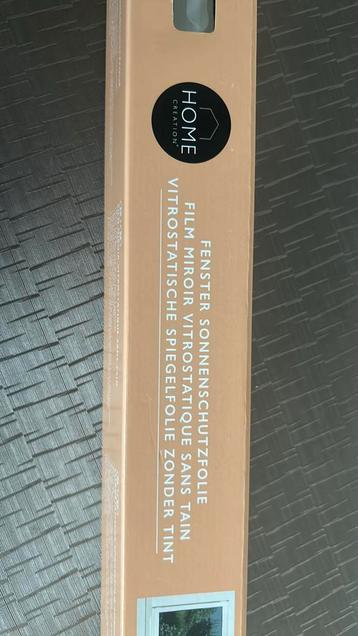 HOME
CREATION®
FENSTER SONNENSCHUTZFOLIE
FILM MIROIR VITROSTATIQUE SANS TAIN
VITROSTATISCHE SPIEGELFOLIE ZONDER TINT